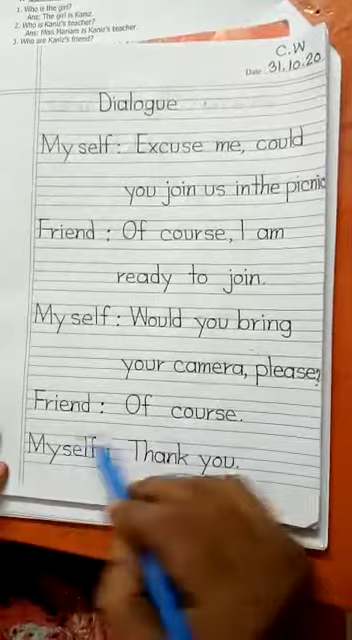 1. Who is the girl?
Ans: The girl is Kaniz.
2. Who is Kaniz's teacher?
Ans: Miss Mariam is Kaniz's teacher.
3. Who are Kaniz's friend?
C.W
Date 31.10.20
Dialogue
Myself: Excuse me, could
you join us in the picnic
Friend: Of course, I am
ready to join.
Myself: Would you bring
your camera, please?
Friend: Of course.
Myself: Thank you.